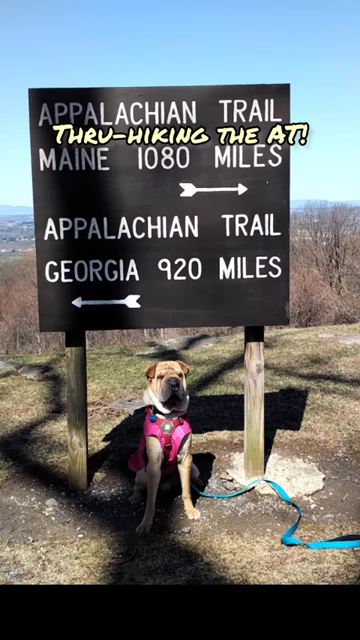 APPALACHIAN TRAIL
THRU-HIKING THE AT!
MAINE 1080 MILES
APPALACHIAN TRAIL
GEORGIA 920 MILES